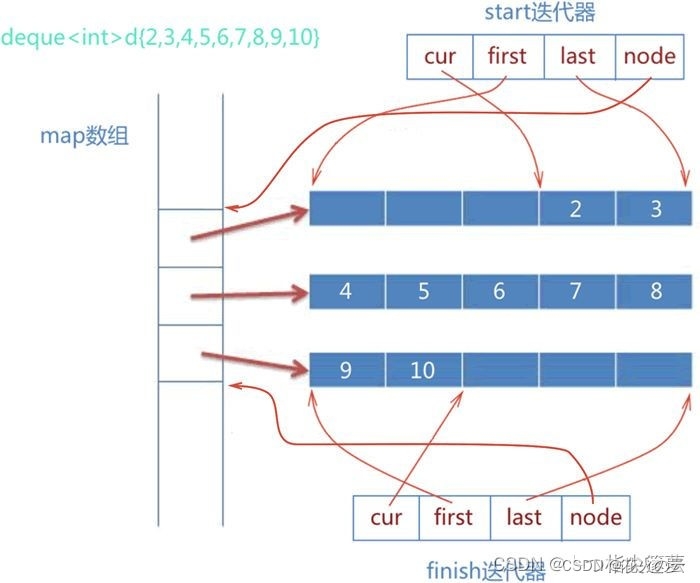 start迭代器
deque<int>d{2,3,4,5,6,7,8,9,10}
cur first last node
map数组
2 3
4 5 6 7 8
9 10
cur first last node
finish迭代器
CSDN